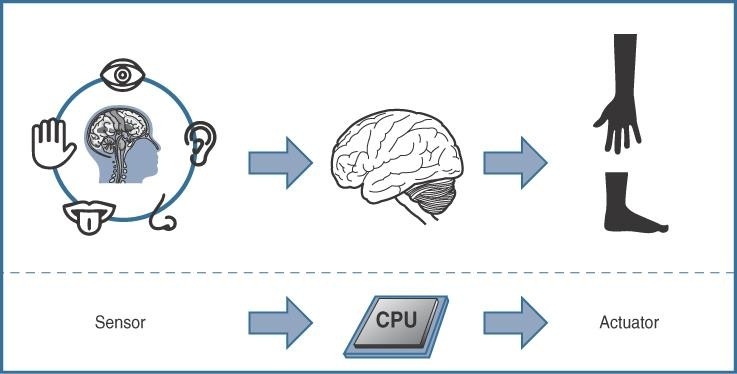 Sensor
CPU
Actuator